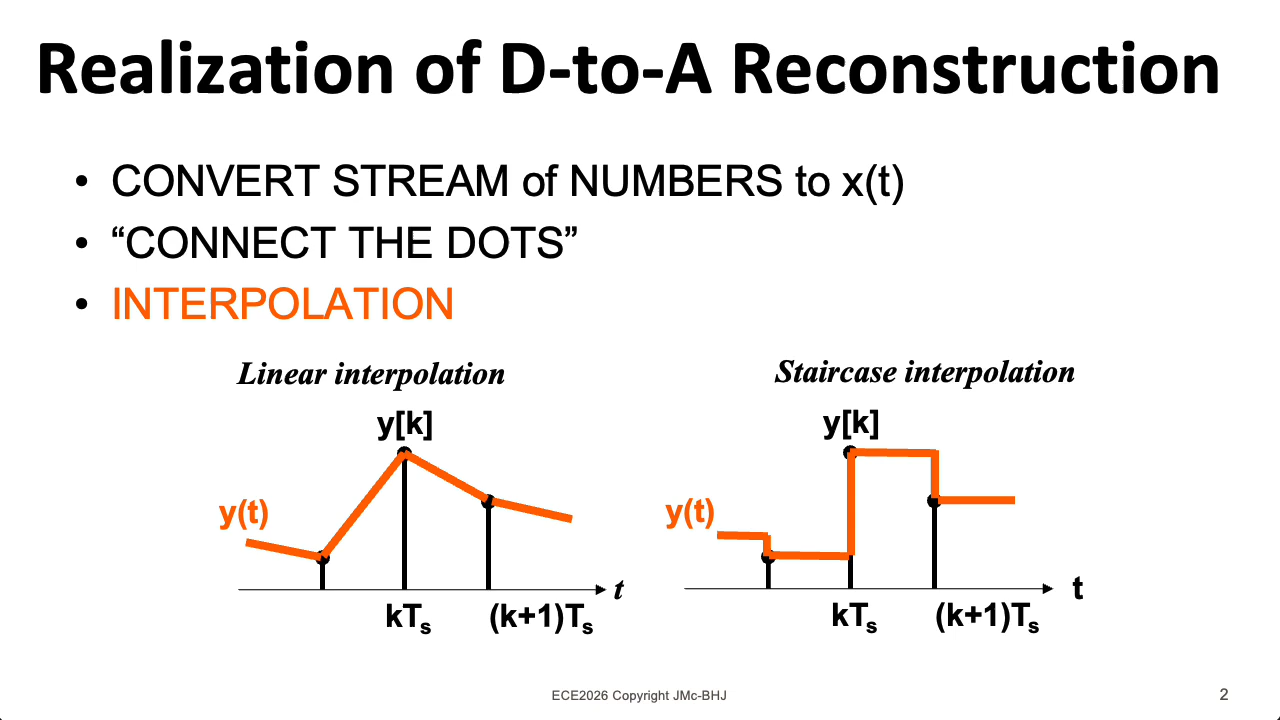 Realization of D-to-A Reconstruction
• CONVERT STREAM of NUMBERS to x(t)
• “CONNECT THE DOTS”
• INTERPOLATION
Linear interpolation
y[k]
y(t)
t
kTs
(k+1)Ts
Staircase interpolation
y[k]
y(t)
t
kTs
(k+1)Ts
ECE2026 Copyright JMc-BHJ
2